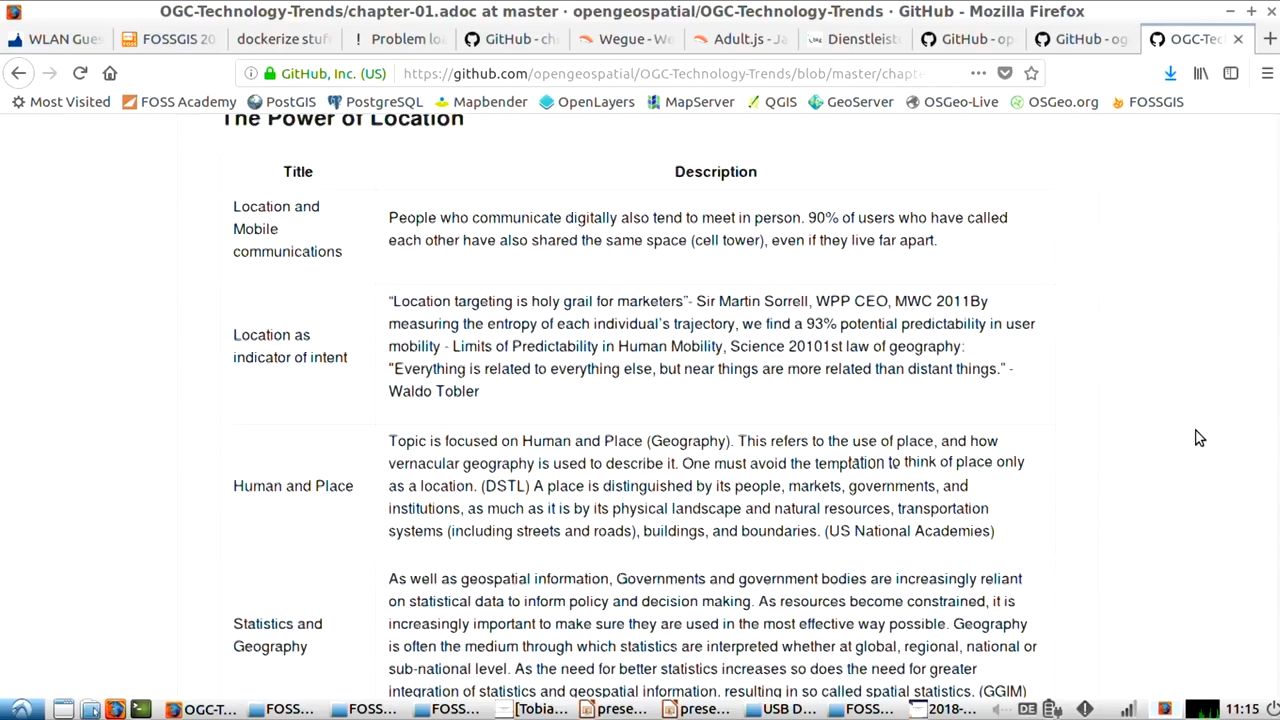 OGC-Technology-Trends/chapter-01.adoc at master · opengeospatial/OGC-Technology-Trends · GitHub - Mozilla Firefox
WLAN Gues
FOSSGIS 20
dockerize stuf
! Problem lo
GitHub - ch
Wegue - We
Adult.js - Ja
Dienstleist
GitHub - op
GitHub - og
OGC-Tec
GitHub, Inc. (US)
https://github.com/opengeospatial/OGC-Technology-Trends/blob/master/chapte
Most Visited
FOSS Academy
PostGIS
PostgreSQL
Mapbender
OpenLayers
MapServer
QGIS
GeoServer
OSGeo-Live
OSGeo.org
FOSSGIS
The Power of Location
Title
Description
Location and
Mobile
communications
People who communicate digitally also tend to meet in person. 90% of users who have called
each other have also shared the same space (cell tower), even if they live far apart.
Location as
indicator of intent
“Location targeting is holy grail for marketers”- Sir Martin Sorrell, WPP CEO, MWC 2011By
measuring the entropy of each individual’s trajectory, we find a 93% potential predictability in user
mobility - Limits of Predictability in Human Mobility, Science 20101st law of geography:
"Everything is related to everything else, but near things are more related than distant things.” -
Waldo Tobler
Human and Place
Topic is focused on Human and Place (Geography). This refers to the use of place, and how
vernacular geography is used to describe it. One must avoid the temptation to think of place only
as a location. (DSTL) A place is distinguished by its people, markets, governments, and
institutions, as much as it is by its physical landscape and natural resources, transportation
systems (including streets and roads), buildings, and boundaries. (US National Academies)
Statistics and
Geography
As well as geospatial information, Governments and government bodies are increasingly reliant
on statistical data to inform policy and decision making. As resources become constrained, it is
increasingly important to make sure they are used in the most effective way possible. Geography
is often the medium through which statistics are interpreted whether at global, regional, national or
sub-national level. As the need for better statistics increases so does the need for greater
integration of statistics and geospatial information, resulting in so called spatial statistics. (GGIM)
OGC-T...
FOSS...
FOSS...
FOSS...
[Tobia...
prese...
prese...
USB D...
FOSS...
2018-...
DE
11:15